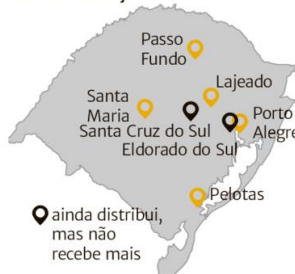 Passo
Fundo
Lajeado
Santa
Maria
Porto
Alegre
Santa Cruz do Sul
Eldorado do Sul
Pelotas
ainda distribui,
mas não
recebe mais